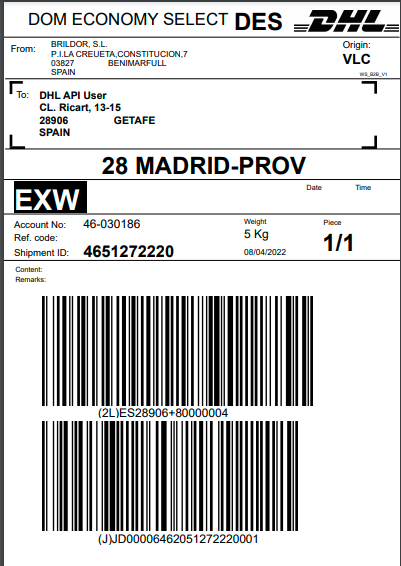 DOM ECONOMY SELECT DES DHL
From: BRILDOR, S.L.
P.I.LA CREUETA,CONSTITUCION,7
03827 BENIMARFULL
SPAIN
Origin:
VLC
WS_B2B_V1
To: DHL API User
CL. Ricart, 13-15
28906 GETAFE
SPAIN
28 MADRID-PROV
EXW
Date Time
Account No: 46-030186
Ref. code:
Shipment ID: 4651272220
Weight
5 Kg
08/04/2022
Piece
1/1
Content:
Remarks:
(2L)ES28906+80000004
(J)JD00006462051272220001